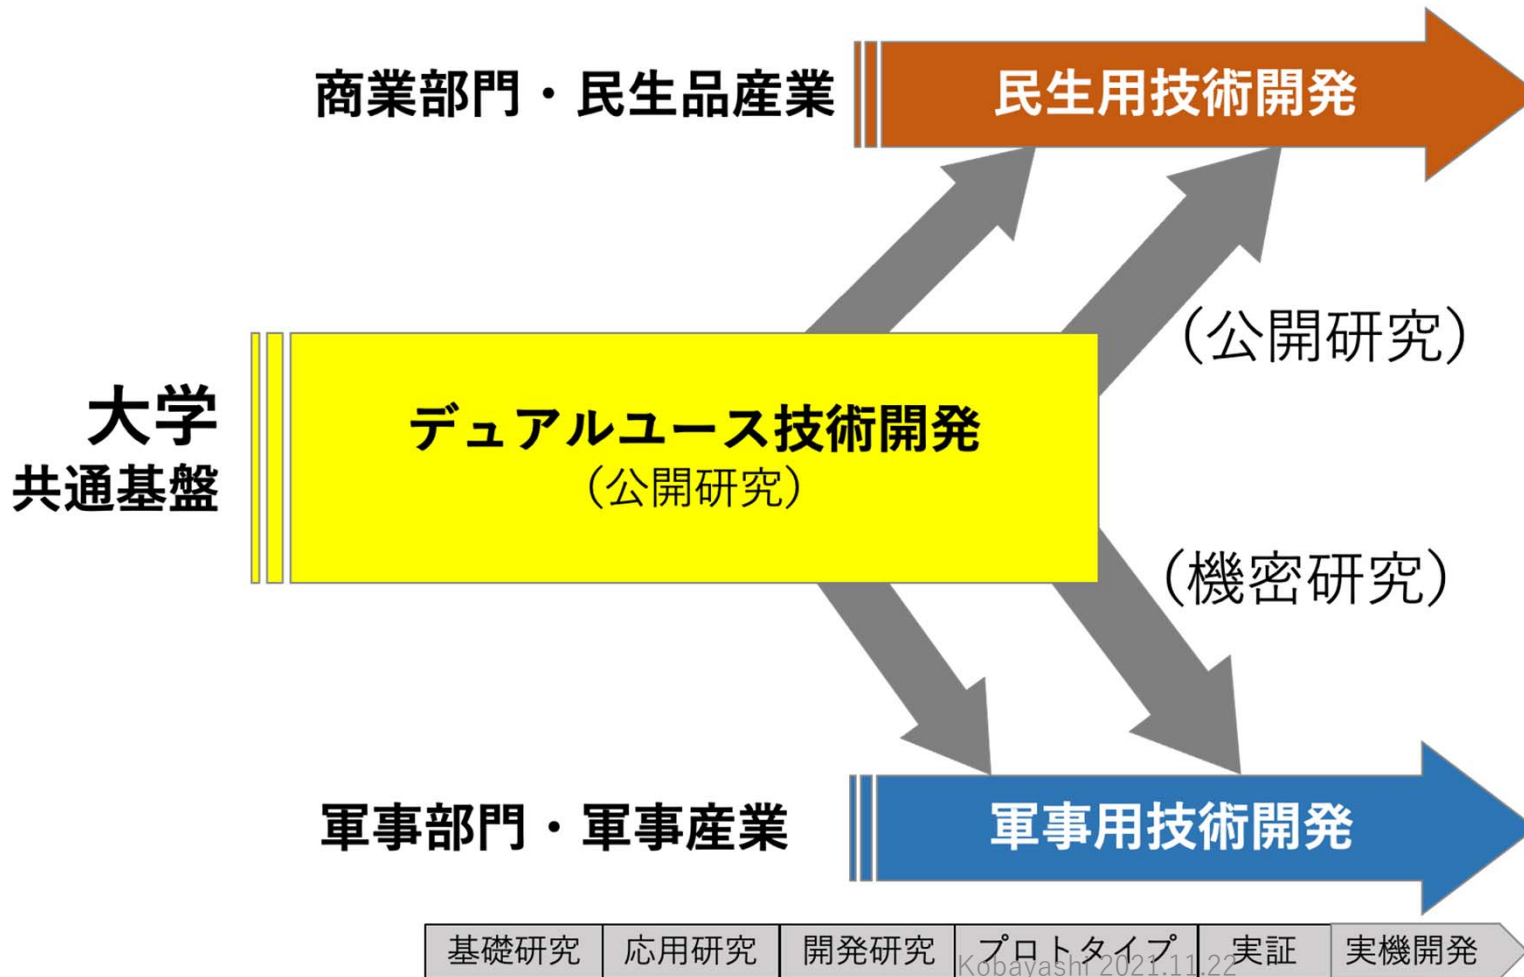 商業部門・民生品産業
民生用技術開発
（公開研究）
大学
共通基盤
デュアルユース技術開発
（公開研究）
（機密研究）
軍事部門・軍事産業
軍事用技術開発
基礎研究 応用研究 開発研究 プロトタイプ 実証 実機開発
Kobayashi 2021.11.22